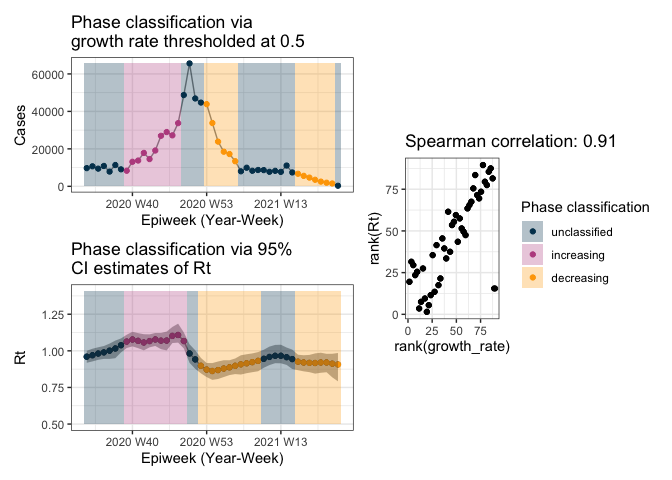 Phase classification via
growth rate thresholded at 0.5
60000
40000
20000
0
Cases
2020 W40
2020 W53
2021 W13
Epiweek (Year-Week)
Phase classification via 95%
CI estimates of Rt
1.25
1.00
0.75
0.50
Rt
2020 W40
2020 W53
2021 W13
Epiweek (Year-Week)
Spearman correlation: 0.91
75
50
25
0
rank(Rt)
0
25
50
75
rank(growth_rate)
Phase classification
unclassified
increasing
decreasing